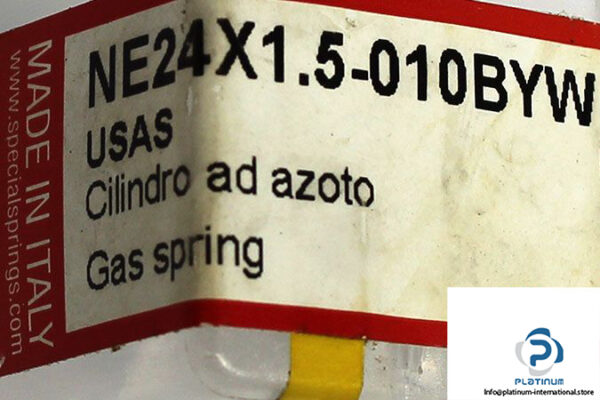 NE24X1.5-010BYW
USAS
Cilindro ad azoto
Gas spring
MADE IN ITALY
www.specialsprings.com
PLATINUM
Info@platinum-international.store